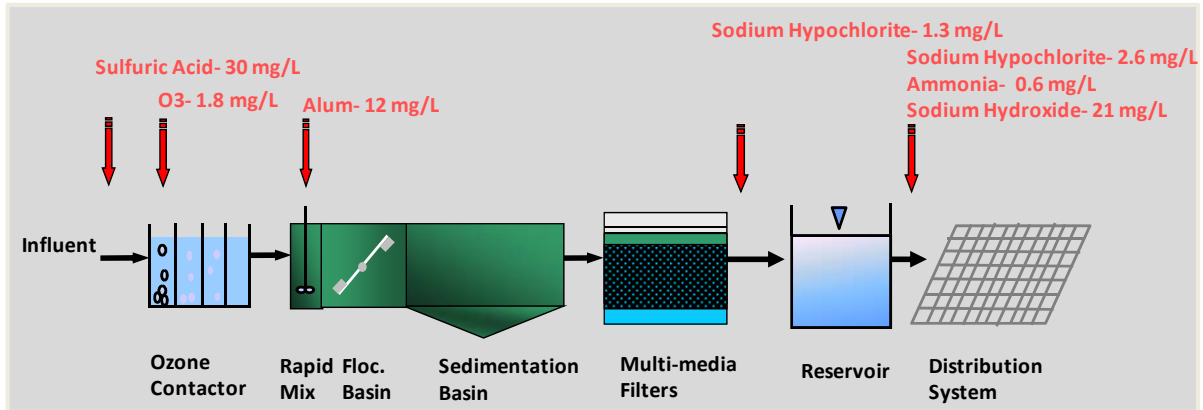 Sodium Hypochlorite- 1.3 mg/L
Sodium Hypochlorite- 2.6 mg/L
Sulfuric Acid- 30 mg/L
Ammonia-  0.6 mg/L
O3- 1.8 mg/L
Alum- 12 mg/L
Sodium Hydroxide- 21 mg/L
Influent
Ozone
Contactor
Rapid
Mix
Floc.
Basin
Sedimentation
Basin
Multi-media
Filters
Reservoir
Distribution
System